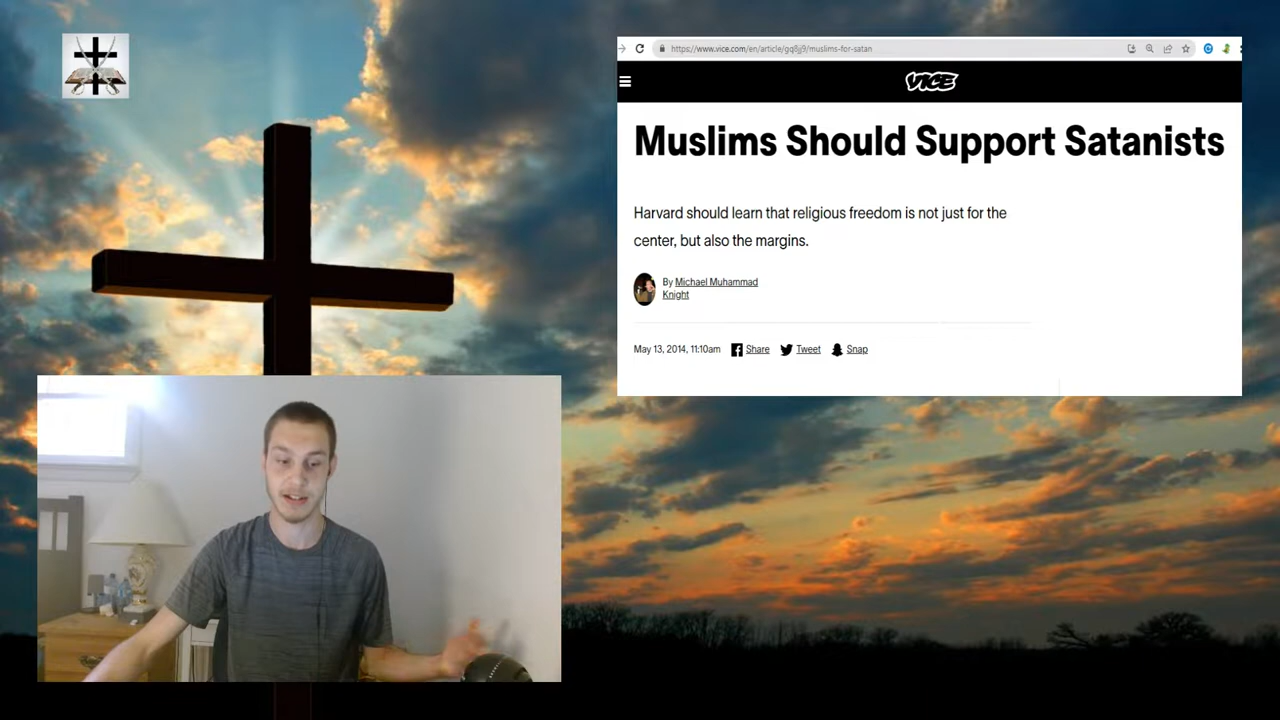 https://www.vice.com/en/article/gq8jj9/muslims-for-satan
VICE
Muslims Should Support Satanists
Harvard should learn that religious freedom is not just for the
center, but also the margins.
By Michael Muhammad
Knight
May 13, 2014, 11:10am Share Tweet Snap